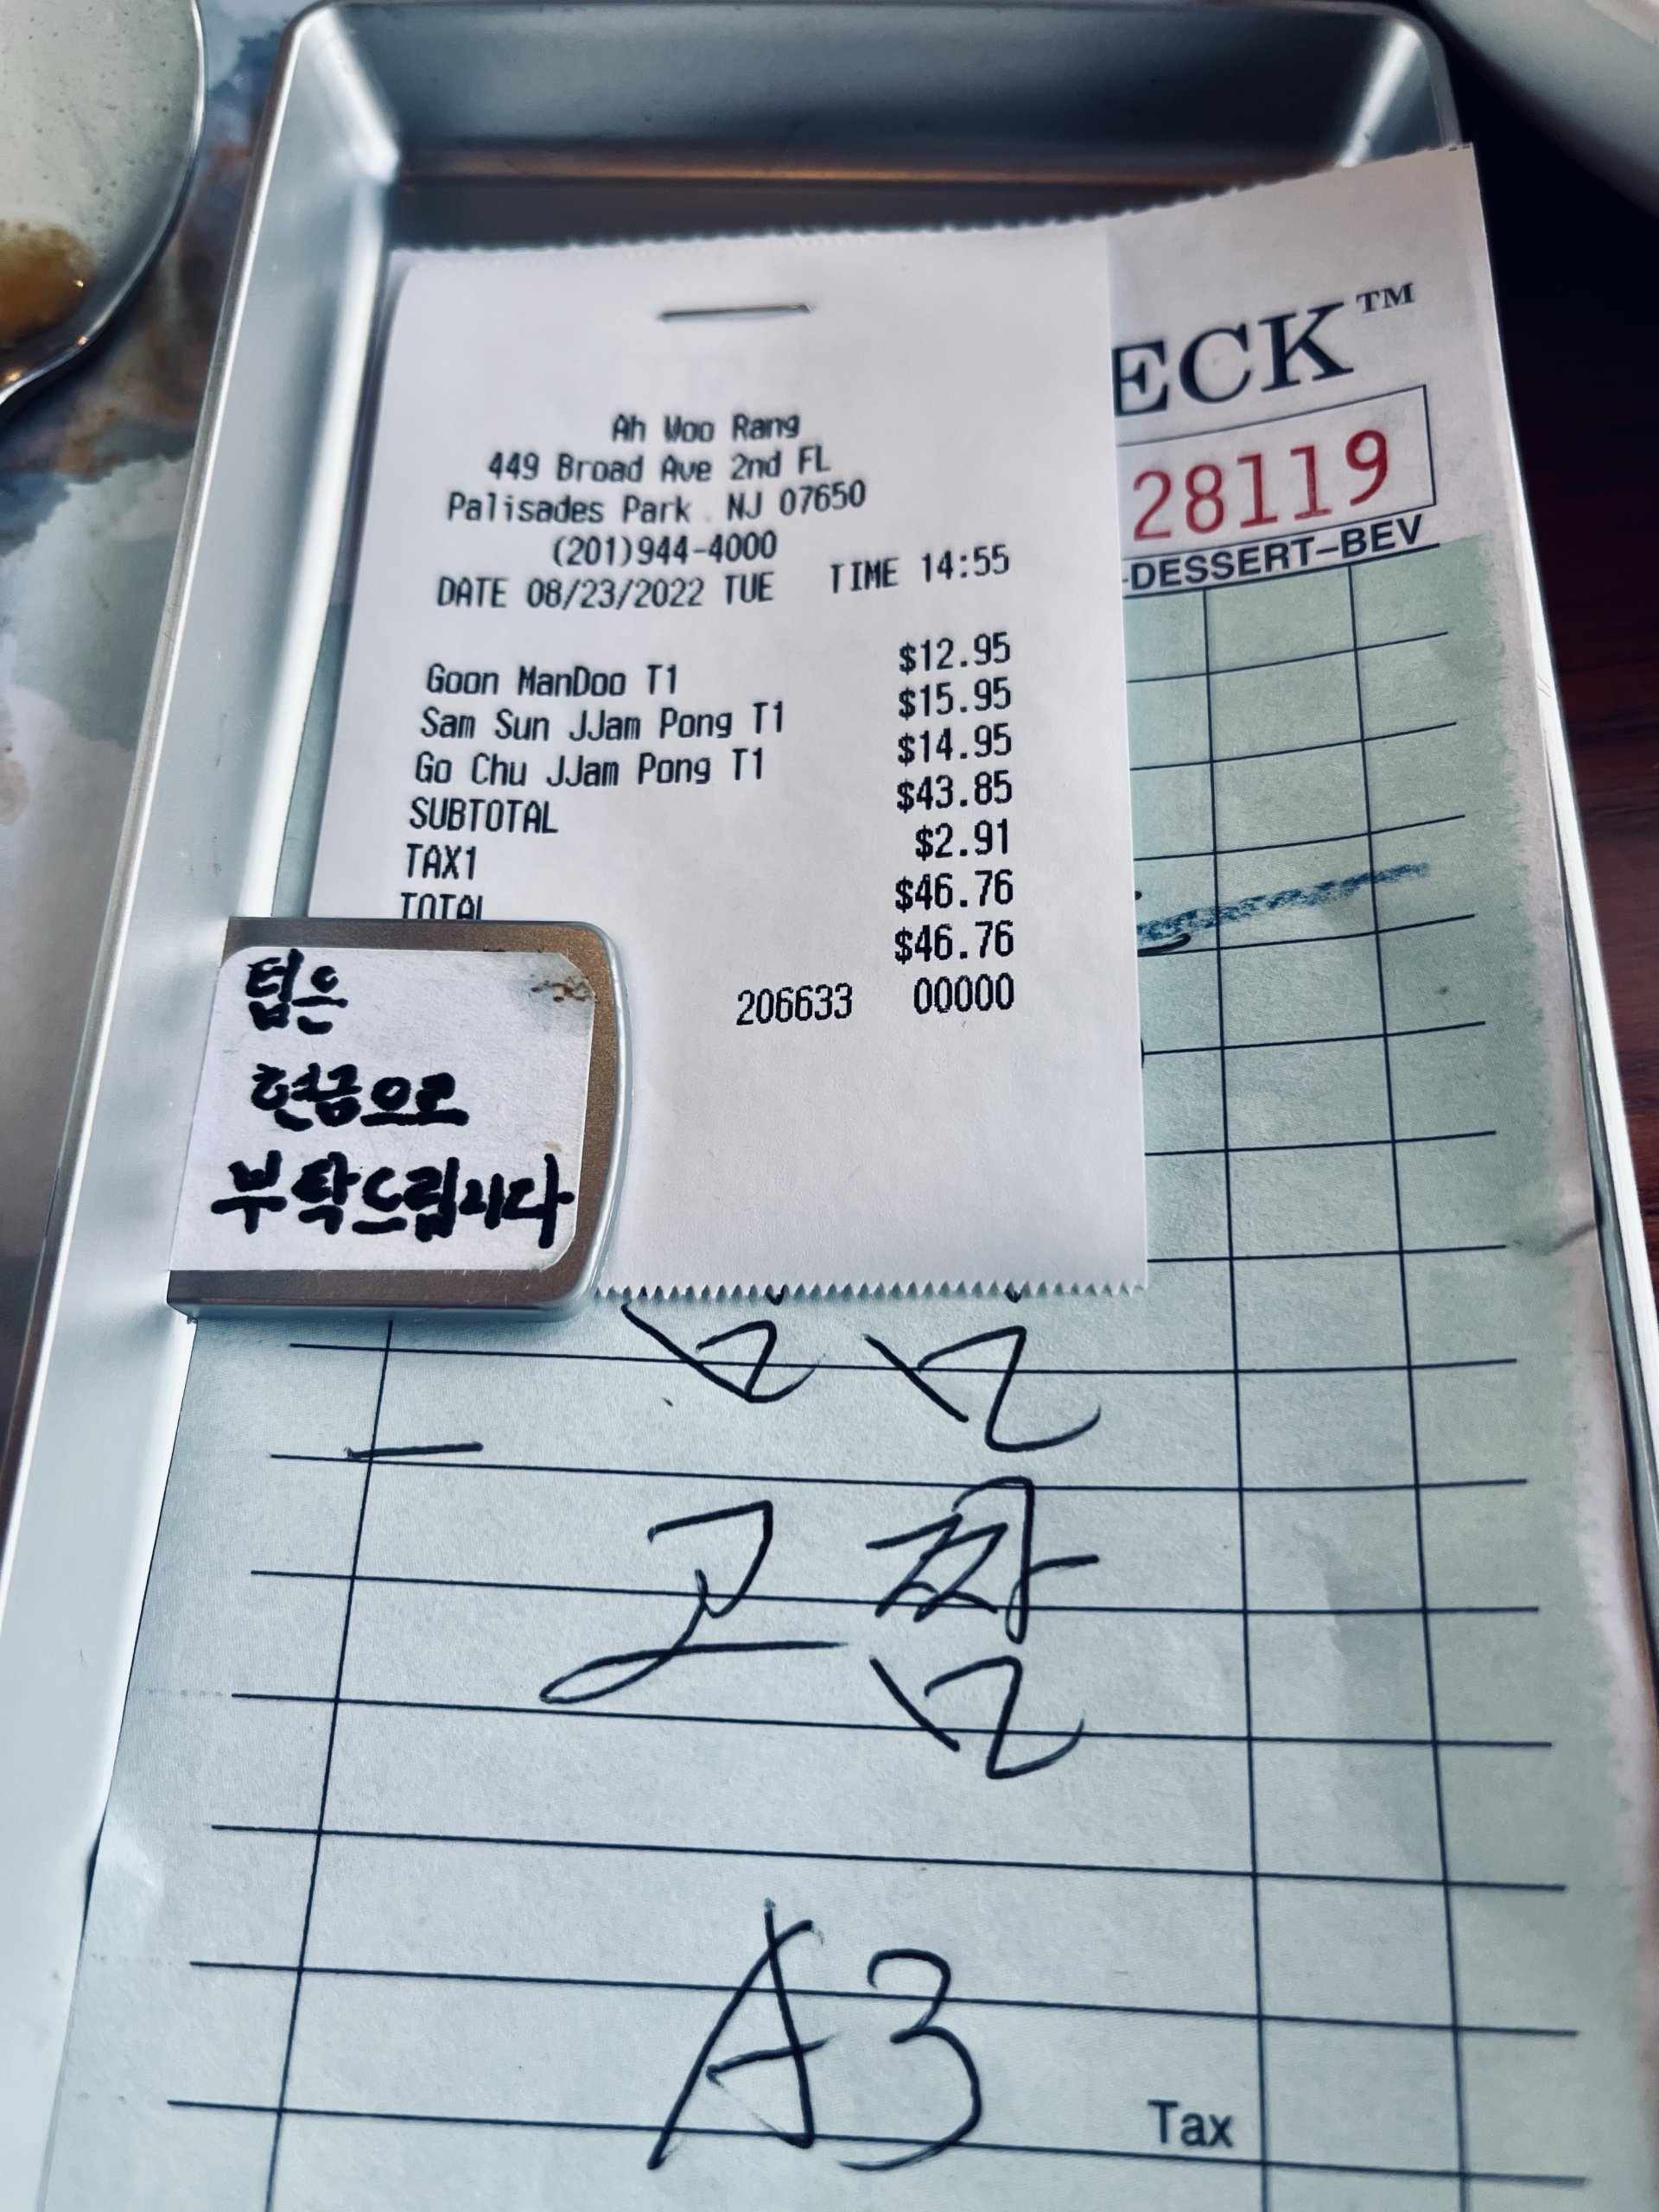 ECK™
28119
-DESSERT-BEV
Ah Woo Rang
449 Broad Ave 2nd FL
Palisades Park NJ 07650
(201)944-4000
DATE 08/23/2022 TUE TIME 14:55
Goon ManDoo T1 $12.95
Sam Sun JJam Pong T1 $15.95
Go Chu JJam Pong T1 $14.95
SUBTOTAL $43.85
TAX1 $2.91
TOTAL $46.76
$46.76
206633 00000
팁은
현금으로
부탁드립니다
고 짬
A3
Tax